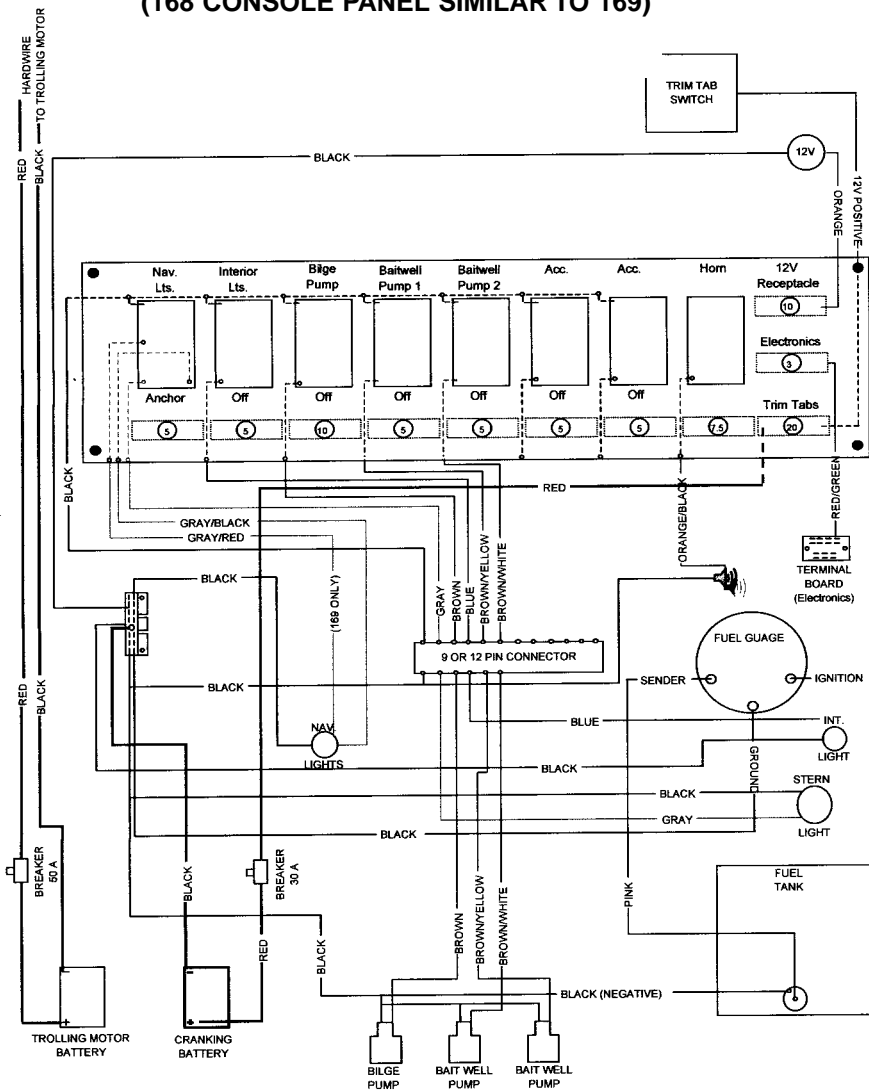 (168 CONSOLE PANEL SIMILAR TO 169)
HARDWIRE
TO TROLLING MOTOR
RED
BLACK
TRIM TAB
SWITCH
BLACK
12V
ORANGE
12V POSITIVE
Nav.
Lts.
Interior
Lts.
Bilge
Pump
Baitwell
Pump 1
Baitwell
Pump 2
Acc.
Acc.
Horn
12V
Receptacle
10
Electronics
3
Anchor
Off
Off
Off
Off
Off
Off
Trim Tabs
5
5
10
5
5
5
5
7.5
20
BLACK
RED
GRAY/BLACK
GRAY/RED
ORANGE/BLACK
RED/GREEN
BLACK
(169 ONLY)
GRAY
BROWN
BLUE
BROWN/YELLOW
BROWN/WHITE
TERMINAL
BOARD
(Electronics)
9 OR 12 PIN CONNECTOR
FUEL GUAGE
SENDER
IGNITION
RED
BLACK
BLACK
BLUE
NAV.
LIGHTS
INT.
LIGHT
BLACK
GROUND
STERN
LIGHT
BLACK
GRAY
BLACK
BREAKER
50 A
BLACK
BREAKER
30 A
PINK
FUEL
TANK
RED
BLACK
BROWN
BROWN/YELLOW
BROWN/WHITE
BLACK (NEGATIVE)
TROLLING MOTOR
BATTERY
CRANKING
BATTERY
BILGE
PUMP
BAIT WELL
PUMP
BAIT WELL
PUMP